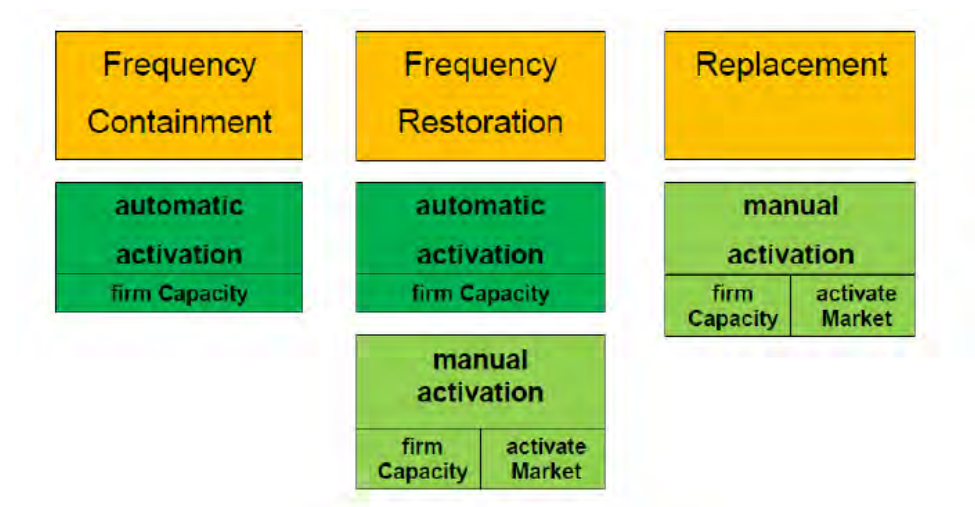 Frequency
Containment
automatic
activation
firm Capacity
Frequency
Restoration
automatic
activation
firm Capacity
manual
activation
firm
Capacity
activate
Market
Replacement
manual
activation
firm
Capacity
activate
Market